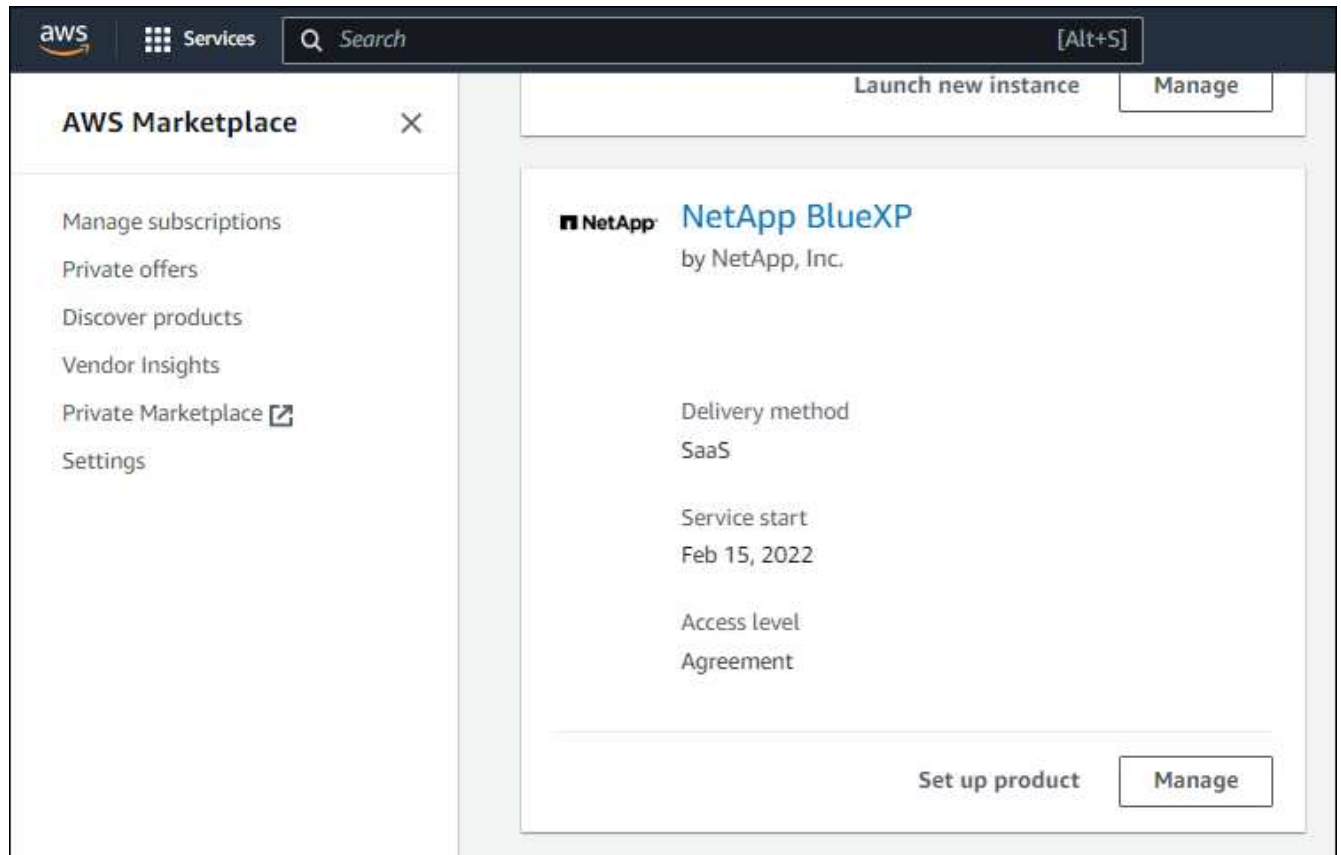 aws Services Search [Alt+S]
AWS Marketplace
Manage subscriptions
Private offers
Discover products
Vendor Insights
Private Marketplace
Settings
Launch new instance Manage
NetApp NetApp BlueXP
by NetApp, Inc.
Delivery method
SaaS
Service start
Feb 15, 2022
Access level
Agreement
Set up product Manage